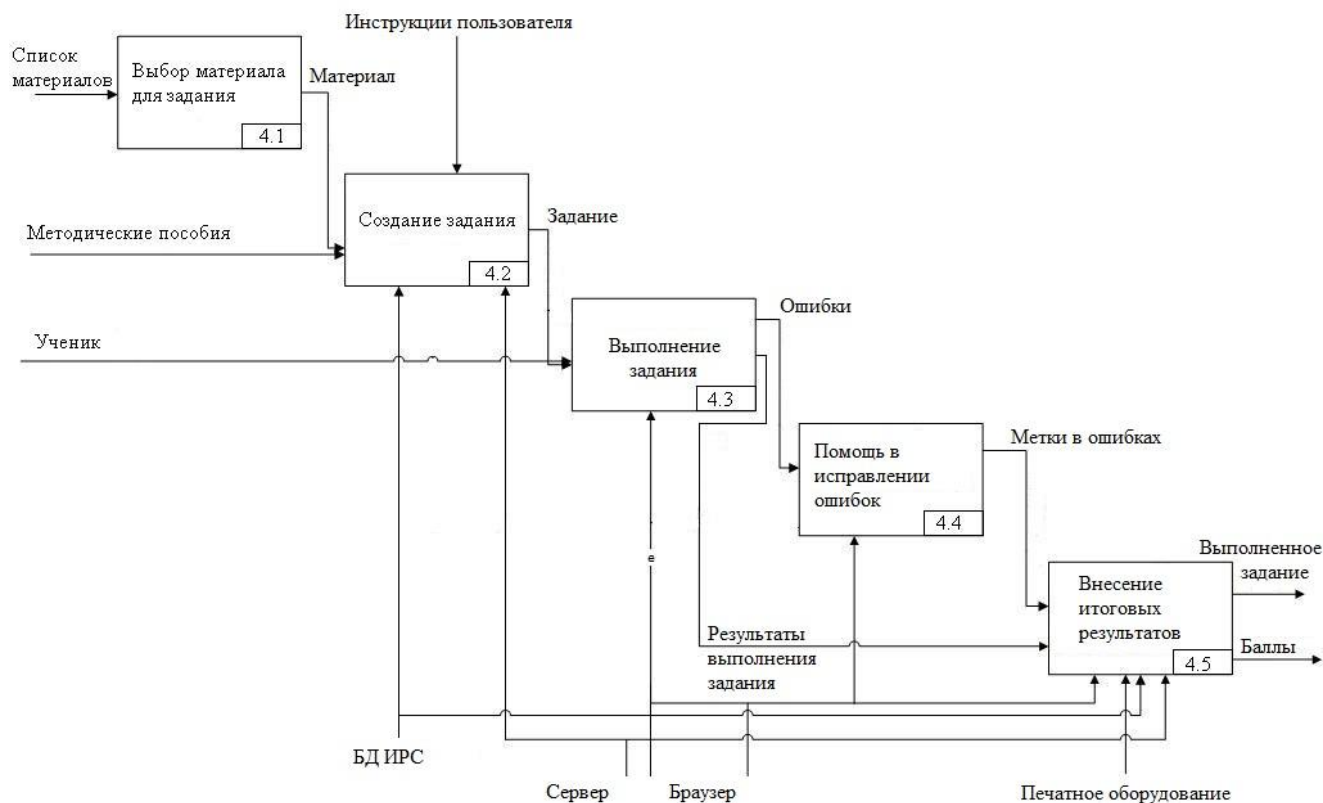 Инструкции пользователя
Список
материалов
Выбор материала
для задания
4.1
Материал
Создание задания
4.2
Задание
Методические пособия
Ученик
Выполнение
задания
4.3
Ошибки
Помощь в
исправлении
ошибок
4.4
Метки в ошибках
е
Внесение
итоговых
результатов
4.5
Выполненное
задание
Баллы
Результаты
выполнения
задания
БД ИРС
Сервер
Браузер
Печатное оборудование